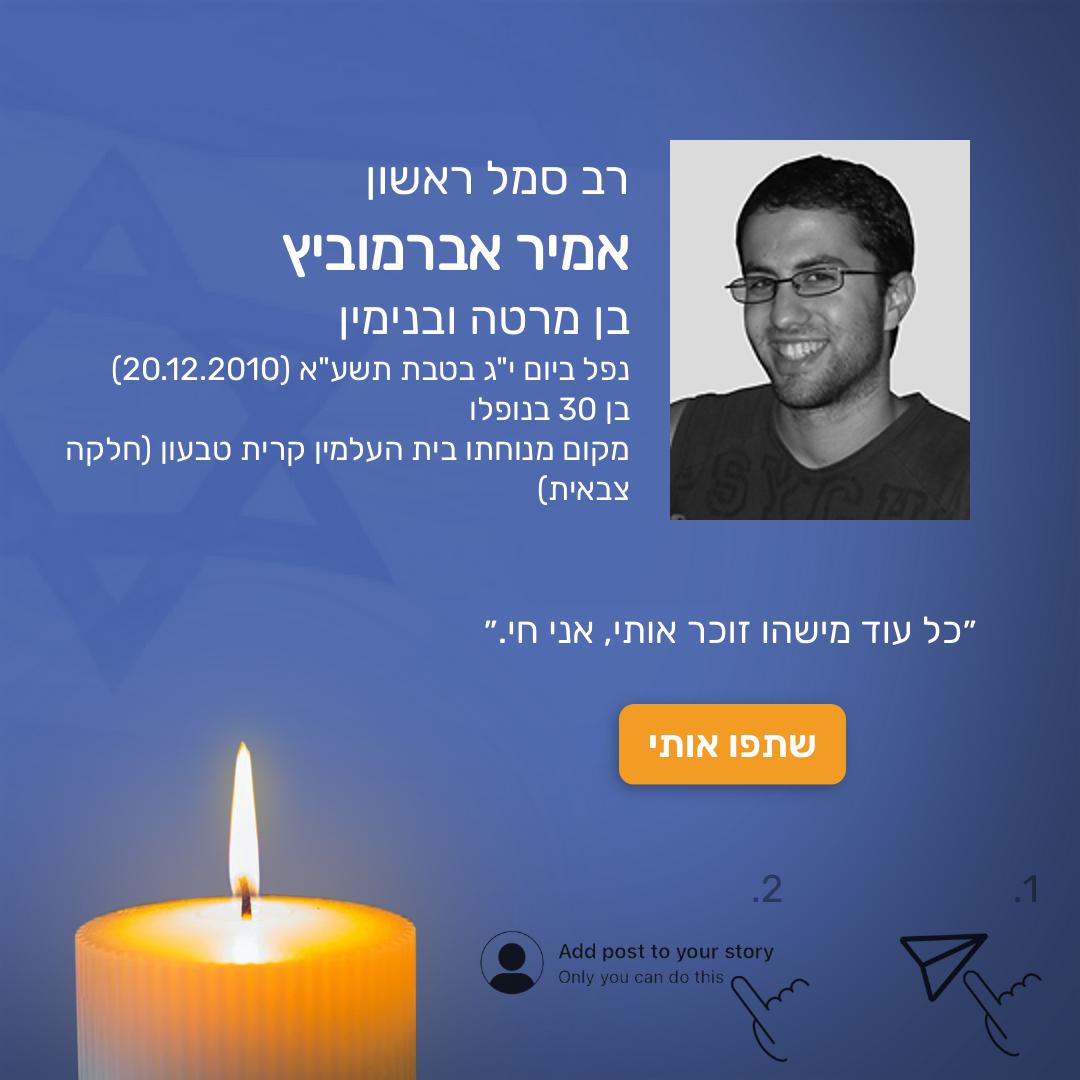 רב סמל ראשון
אמיר אברמוביץ
בן מרטה ובנימין
נפל ביום י"ג בטבת תשע"א (20.12.2010)
בן 30 בנופלו
מקום מנוחתו בית העלמין קרית טבעון (חלקה
צבאית)
״כל עוד מישהו זוכר אותי, אני חי.״
שתפו אותי
.1
.2
Add post to your story
Only you can do this